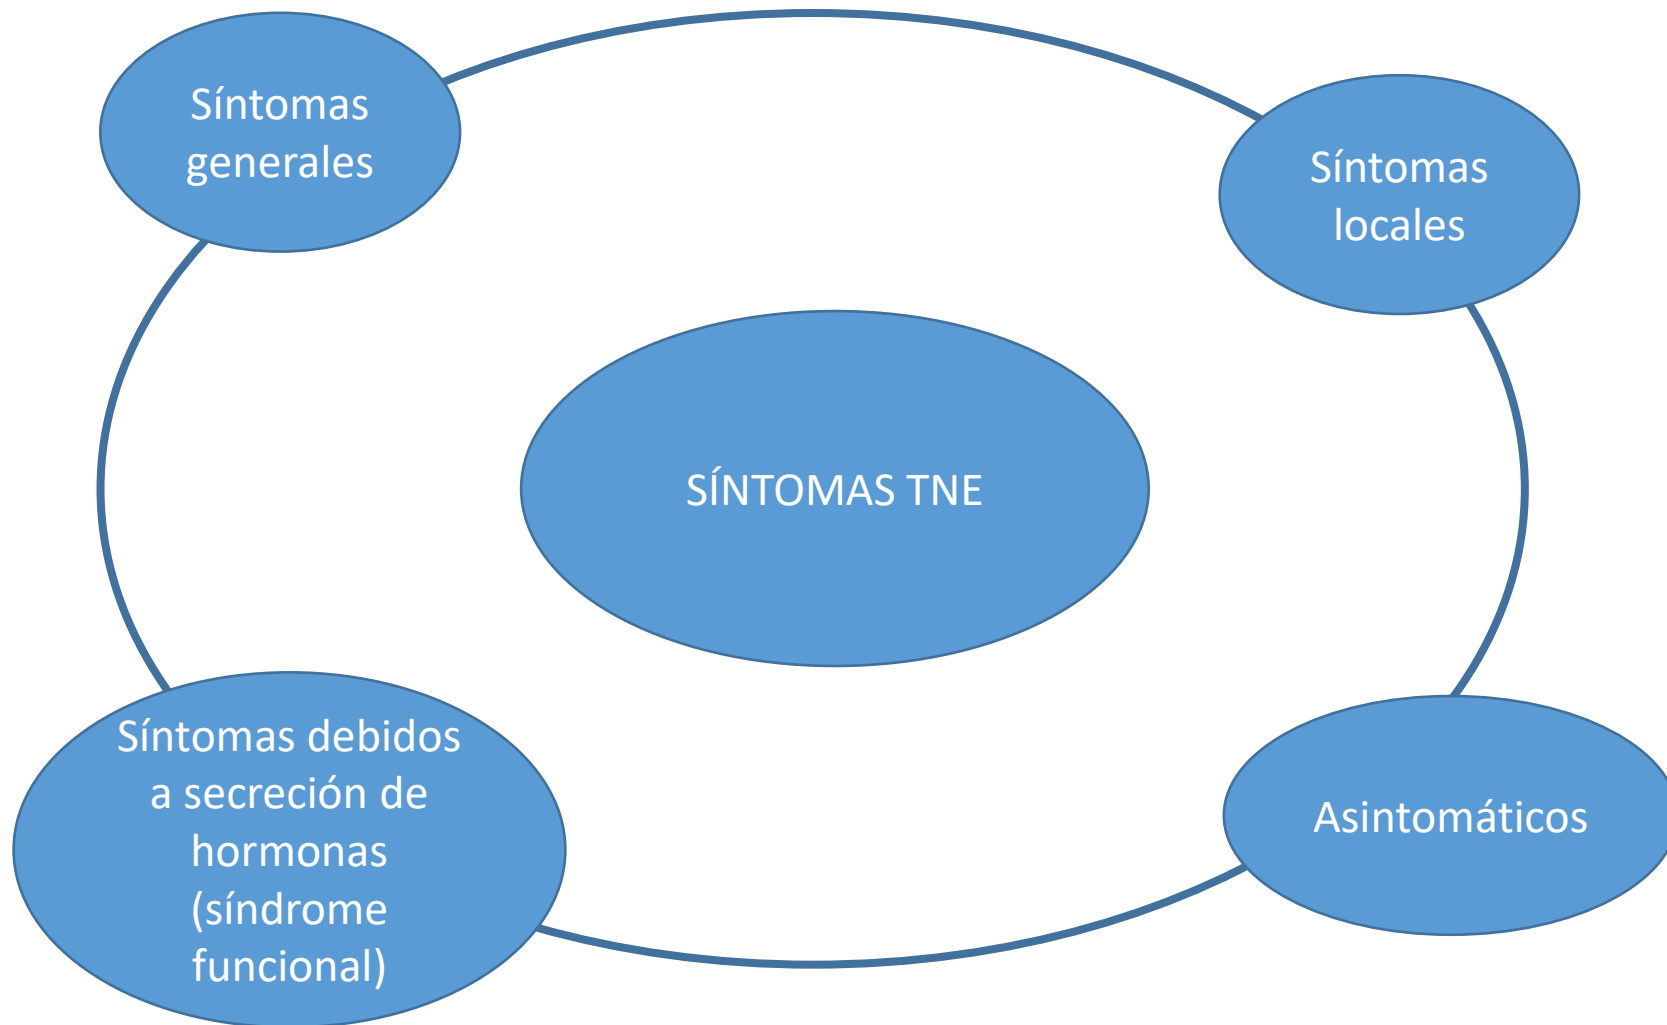 Síntomas
generales
Síntomas
locales
SÍNTOMAS TNE
Síntomas debidos
a secreción de
hormonas
(síndrome
funcional)
Asintomáticos